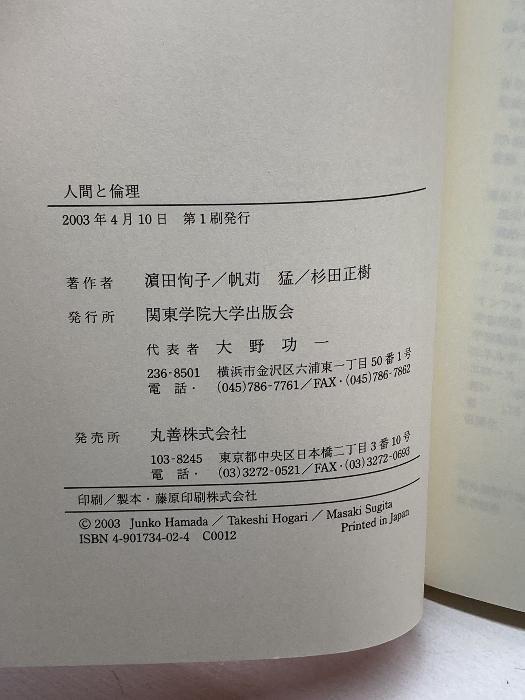 人間と倫理
2003年4月10日 第1刷発行
著作者 濵田恂子／帆苅 猛／杉田正樹
発行所 関東学院大学出版会
代表者 大野功一
236-8501 横浜市金沢区六浦東一丁目50番1号
電話・(045)786-7761／FAX・(045)786-7862
発売所 丸善株式会社
103-8245 東京都中央区日本橋二丁目3番10号
電話・(03)3272-0521／FAX・(03)3272-0693
印刷／製本・藤原印刷株式会社
© 2003 Junko Hamada／Takeshi Hogari／Masaki Sugita
ISBN 4-901734-02-4 C0012 Printed in Japan